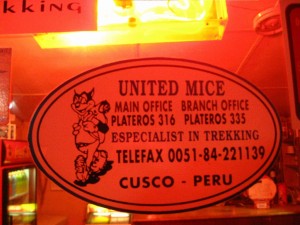 kking
UNITED MICE
MAIN OFFICE BRANCH OFFICE
PLATEROS 316 PLATEROS 335
ESPECIALIST IN TREKKING
TELEFAX 0051-84-221139
CUSCO - PERU